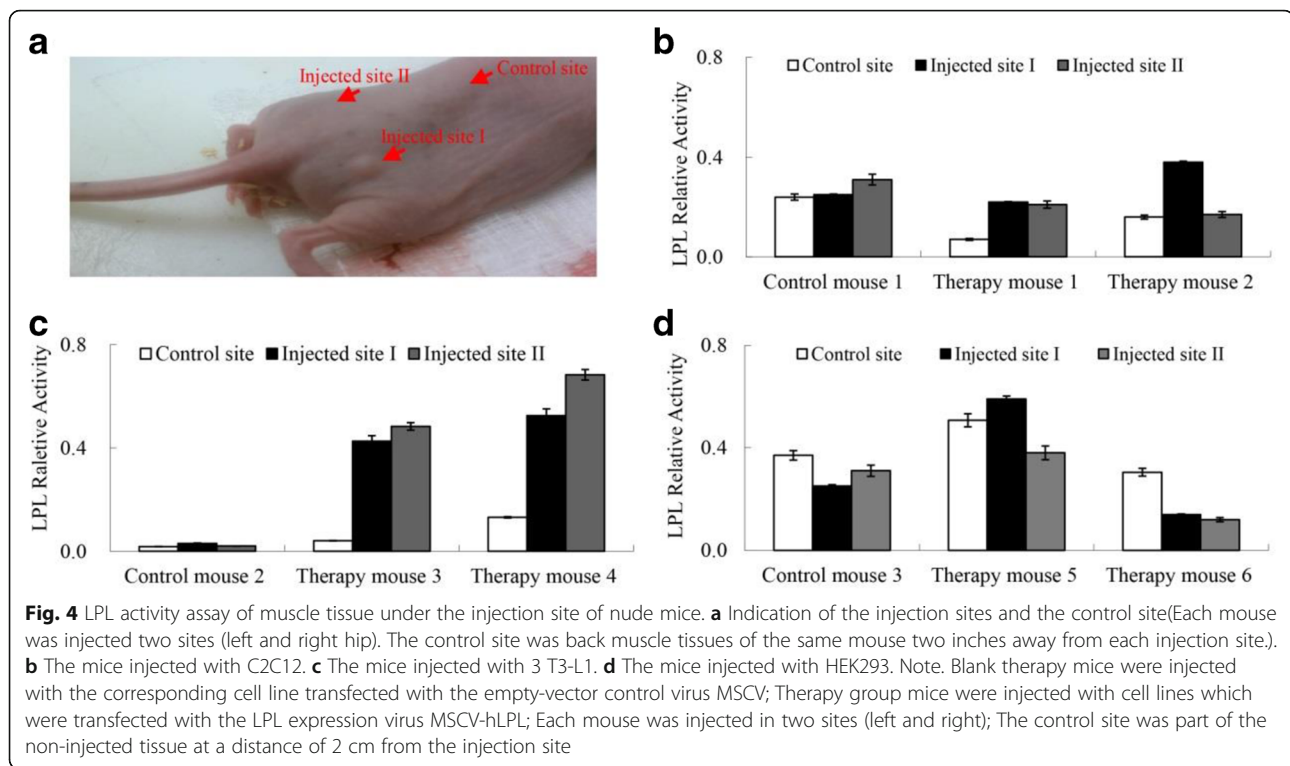 a
Injected site II
Control site
Injected site I
b
Control site Injected site I Injected site II
LPL Relative Activity
0.8
0.4
0.0
Control mouse 1 Therapy mouse 1 Therapy mouse 2
c
Control site Injected site I Injected site II
LPL Raletive Activity
0.8
0.4
0.0
Control mouse 2 Therapy mouse 3 Therapy mouse 4
d
Control site Injected site I Injected site II
LPL Relative Activity
0.8
0.4
0.0
Control mouse 3 Therapy mouse 5 Therapy mouse 6
Fig. 4 LPL activity assay of muscle tissue under the injection site of nude mice. a Indication of the injection sites and the control site(Each mouse
was injected two sites (left and right hip). The control site was back muscle tissues of the same mouse two inches away from each injection site.).
b The mice injected with C2C12. c The mice injected with 3 T3-L1. d The mice injected with HEK293. Note. Blank therapy mice were injected
with the corresponding cell line transfected with the empty-vector control virus MSCV; Therapy group mice were injected with cell lines which
were transfected with the LPL expression virus MSCV-hLPL; Each mouse was injected in two sites (left and right); The control site was part of the
non-injected tissue at a distance of 2 cm from the injection site